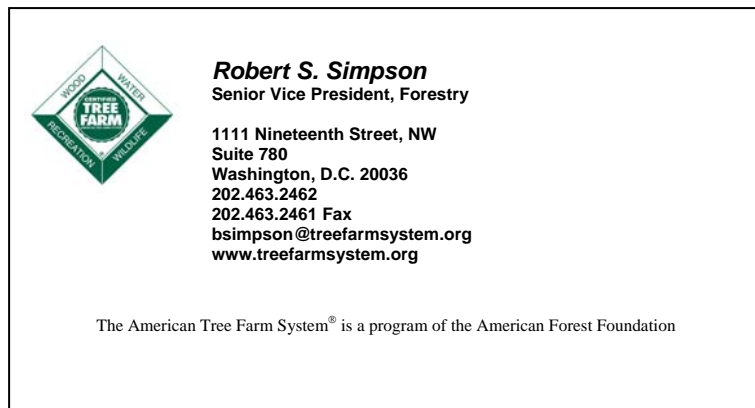 WOOD
WATER
CERTIFIED
TREE
FARM
RECREATION
WILDLIFE
®
Robert S. Simpson
Senior Vice President, Forestry
1111 Nineteenth Street, NW
Suite 780
Washington, D.C. 20036
202.463.2462
202.463.2461 Fax
bsimpson@treefarmsystem.org
www.treefarmsystem.org
The American Tree Farm System® is a program of the American Forest Foundation